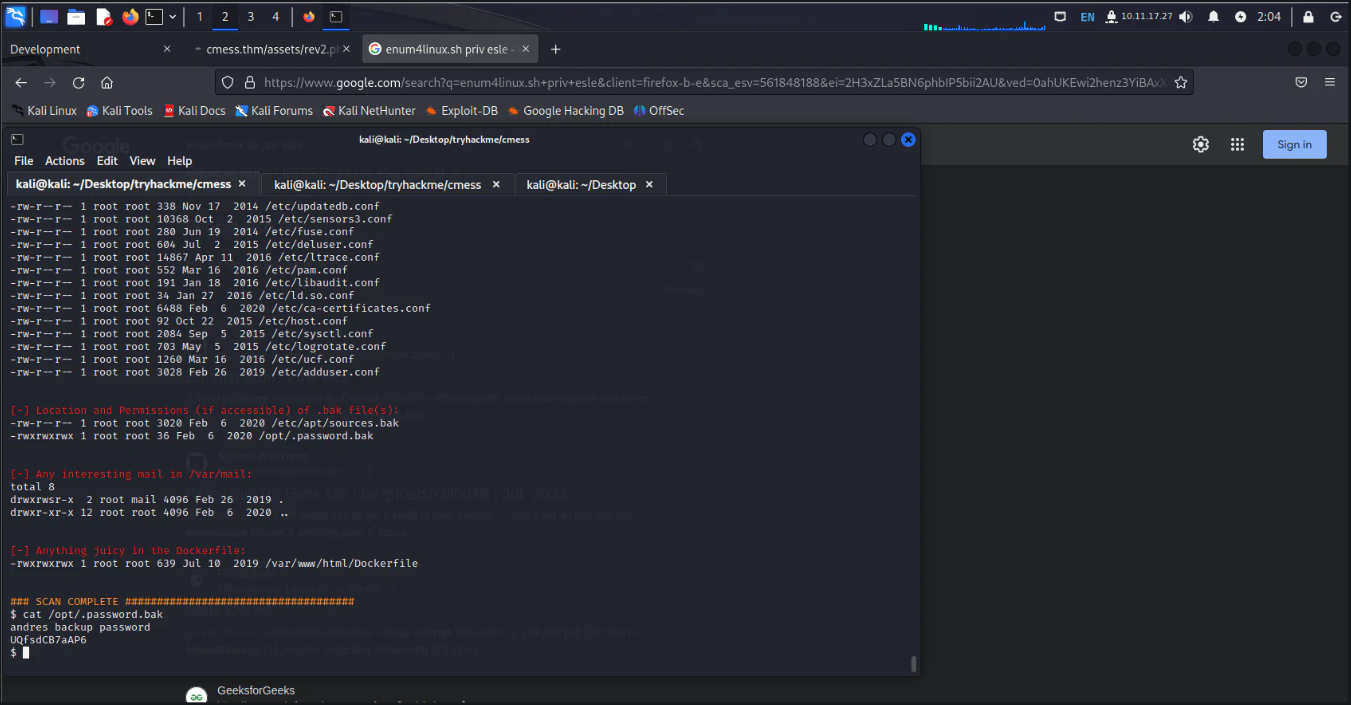 1 2 3 4
EN 10.11.17.27 2:04
Development
cmess.thm/assets/rev2.p
enum4linux.sh priv esle -
https://www.google.com/search?q=enum4linux.sh+priv+esle&client=firefox-b-e&sca_esv=561848188&ei=2H3xZLa5BN6phbIP5bii2AU&ved=0ahUKEwi2henz3YiBAxX
Kali Linux Kali Tools Kali Docs Kali Forums Kali NetHunter Exploit-DB Google Hacking DB OffSec
Google
Sign in
kali@kali: ~/Desktop/tryhackme/cmess
File Actions Edit View Help
kali@kali: ~/Desktop/tryhackme/cmess × kali@kali: ~/Desktop/tryhackme/cmess × kali@kali: ~/Desktop ×
-rw-r--r-- 1 root root 338 Nov 17  2014 /etc/updatedb.conf
-rw-r--r-- 1 root root 10368 Oct  2  2015 /etc/sensors3.conf
-rw-r--r-- 1 root root 280 Jun 19  2014 /etc/fuse.conf
-rw-r--r-- 1 root root 604 Jul  2  2015 /etc/deluser.conf
-rw-r--r-- 1 root root 14867 Apr 11  2016 /etc/ltrace.conf
-rw-r--r-- 1 root root 552 Mar 16  2016 /etc/pam.conf
-rw-r--r-- 1 root root 191 Jan 18  2016 /etc/libaudit.conf
-rw-r--r-- 1 root root 34 Jan 27  2016 /etc/ld.so.conf
-rw-r--r-- 1 root root 6488 Feb  6  2020 /etc/ca-certificates.conf
-rw-r--r-- 1 root root 92 Oct 22  2015 /etc/host.conf
-rw-r--r-- 1 root root 2084 Sep  5  2015 /etc/sysctl.conf
-rw-r--r-- 1 root root 703 May  5  2015 /etc/logrotate.conf
-rw-r--r-- 1 root root 1260 Mar 16  2016 /etc/ucf.conf
-rw-r--r-- 1 root root 3028 Feb 26  2019 /etc/adduser.conf
[-] Location and Permissions (if accessible) of .bak file(s):
-rw-r--r-- 1 root root 3020 Feb  6  2020 /etc/apt/sources.bak
-rwxrwxrwx 1 root root 36 Feb  6  2020 /opt/.password.bak
[-] Any interesting mail in /var/mail:
total 8
drwxrwsr-x  2 root mail 4096 Feb 26  2019 .
drwxr-xr-x 12 root root 4096 Feb  6  2020 ..
[-] Anything juicy in the Dockerfile:
-rwxrwxrwx 1 root root 639 Jul 10  2019 /var/www/html/Dockerfile
### SCAN COMPLETE ####################################
$ cat /opt/.password.bak
andres backup password
UQfsdCB7aAP6
$
GeeksforGeeks